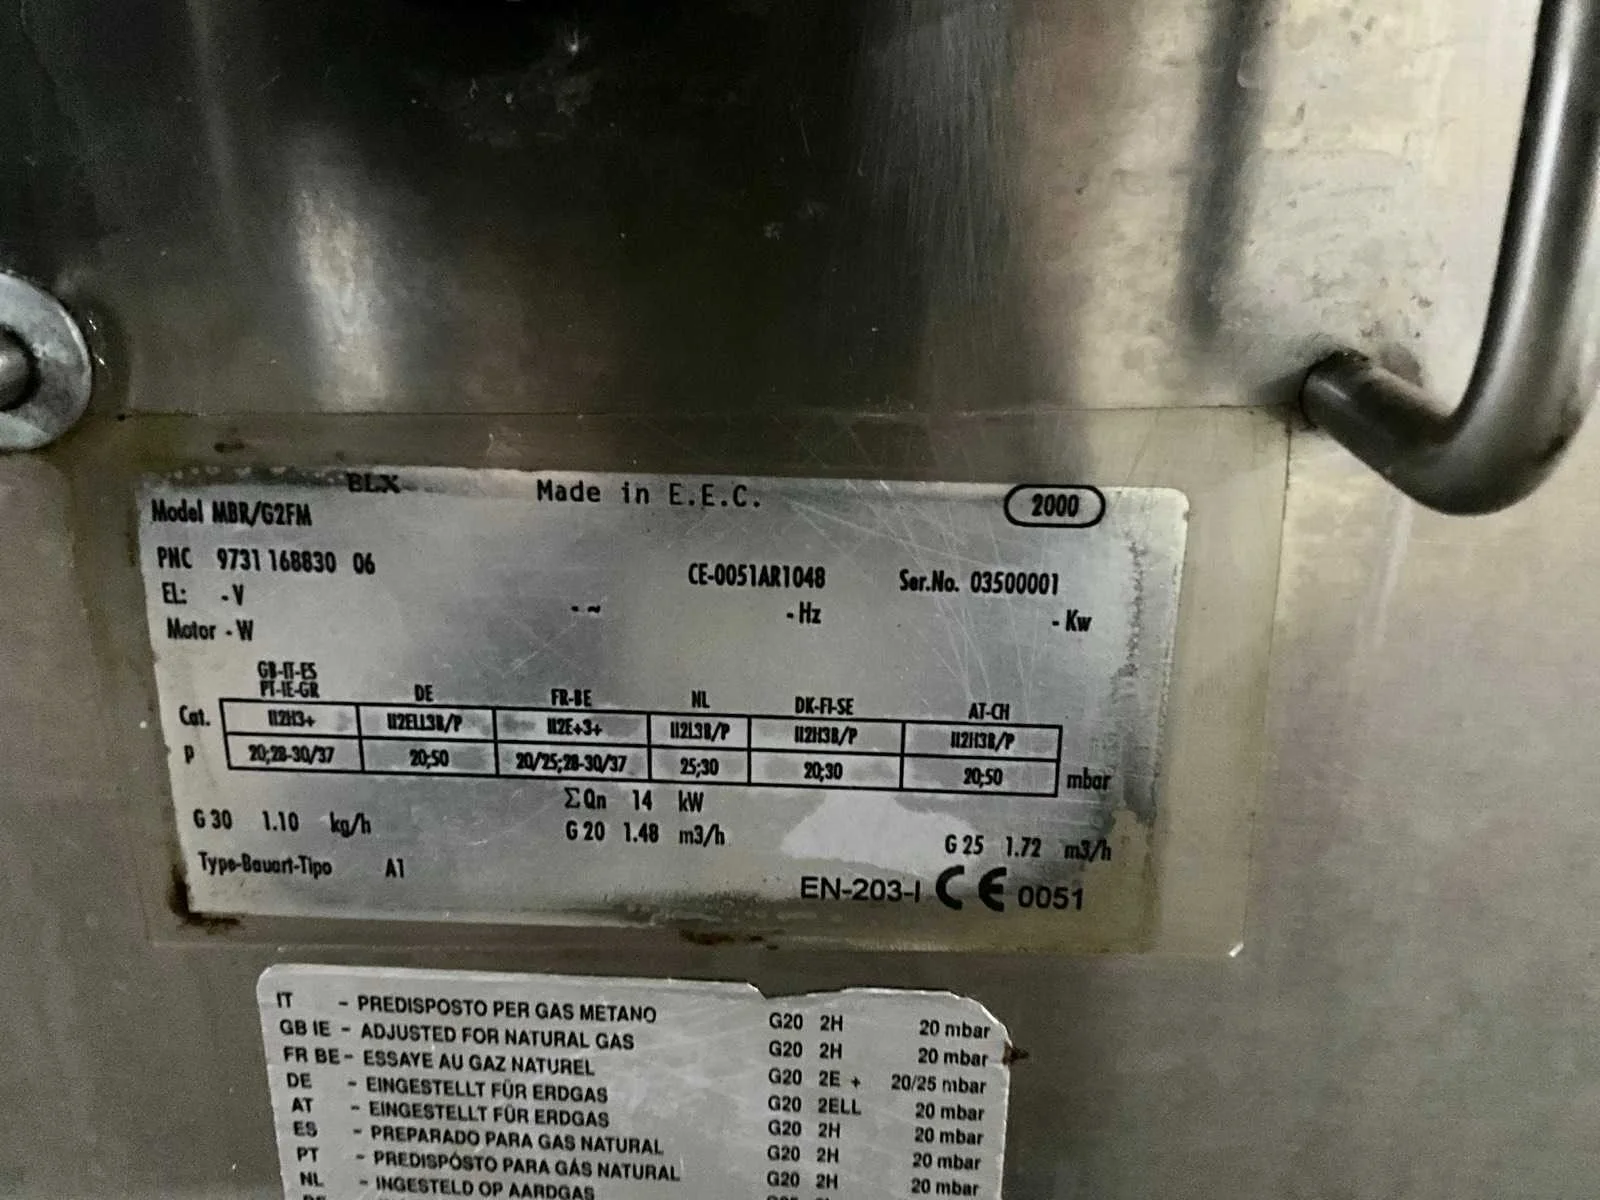 ELX Made in E.E.C. 2000
Model MBR/G2FM
PNC 9731 168830 06 CE-0051AR1048 Ser.No. 03500001
EL: - V - ~ - Hz - Kw
Motor - W
GB-IT-ES
PT-IE-GR DE FR-BE NL DK-FI-SE AT-CH
Cat. II2H3+ II2ELL3B/P II2E+3+ II2L3B/P II2H3B/P II2H3B/P
P 20;28-30/37 20;50 20/25;28-30/37 25;30 20;30 20;50 mbar
ΣQn 14 kW
G 30 1.10 kg/h G 20 1.48 m3/h G 25 1.72 m3/h
Type-Bauart-Tipo A1
EN-203-1 CE 0051
IT - PREDISPOSTO PER GAS METANO G20 2H 20 mbar
GB IE - ADJUSTED FOR NATURAL GAS G20 2H 20 mbar
FR BE - ESSAYE AU GAZ NATUREL G20 2E + 20/25 mbar
DE - EINGESTELLT FÜR ERDGAS G20 2ELL 20 mbar
AT - EINGESTELLT FÜR ERDGAS G20 2H 20 mbar
ES - PREPARADO PARA GAS NATURAL G20 2H 20 mbar
PT - PREDISPÓSTO PARA GÁS NATURAL G20 2H 20 mbar
NL - INGESTELD OP AARDGAS